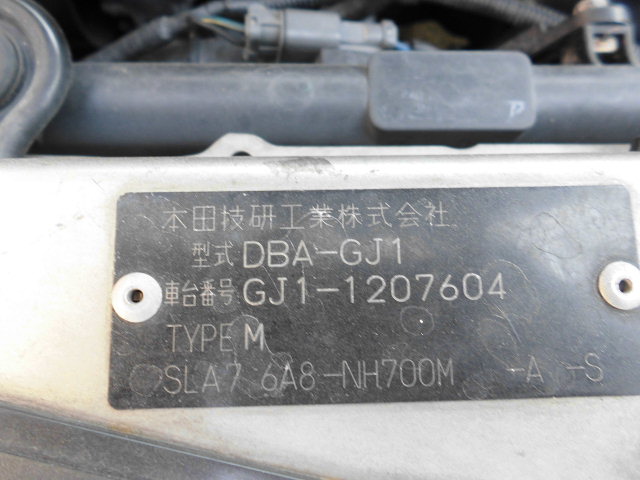 本田技研工業株式会社
型式 DBA-GJ1
車台番号 GJ1-1207604
TYPE M
SLA7 6A8-NH700M -A -S
P